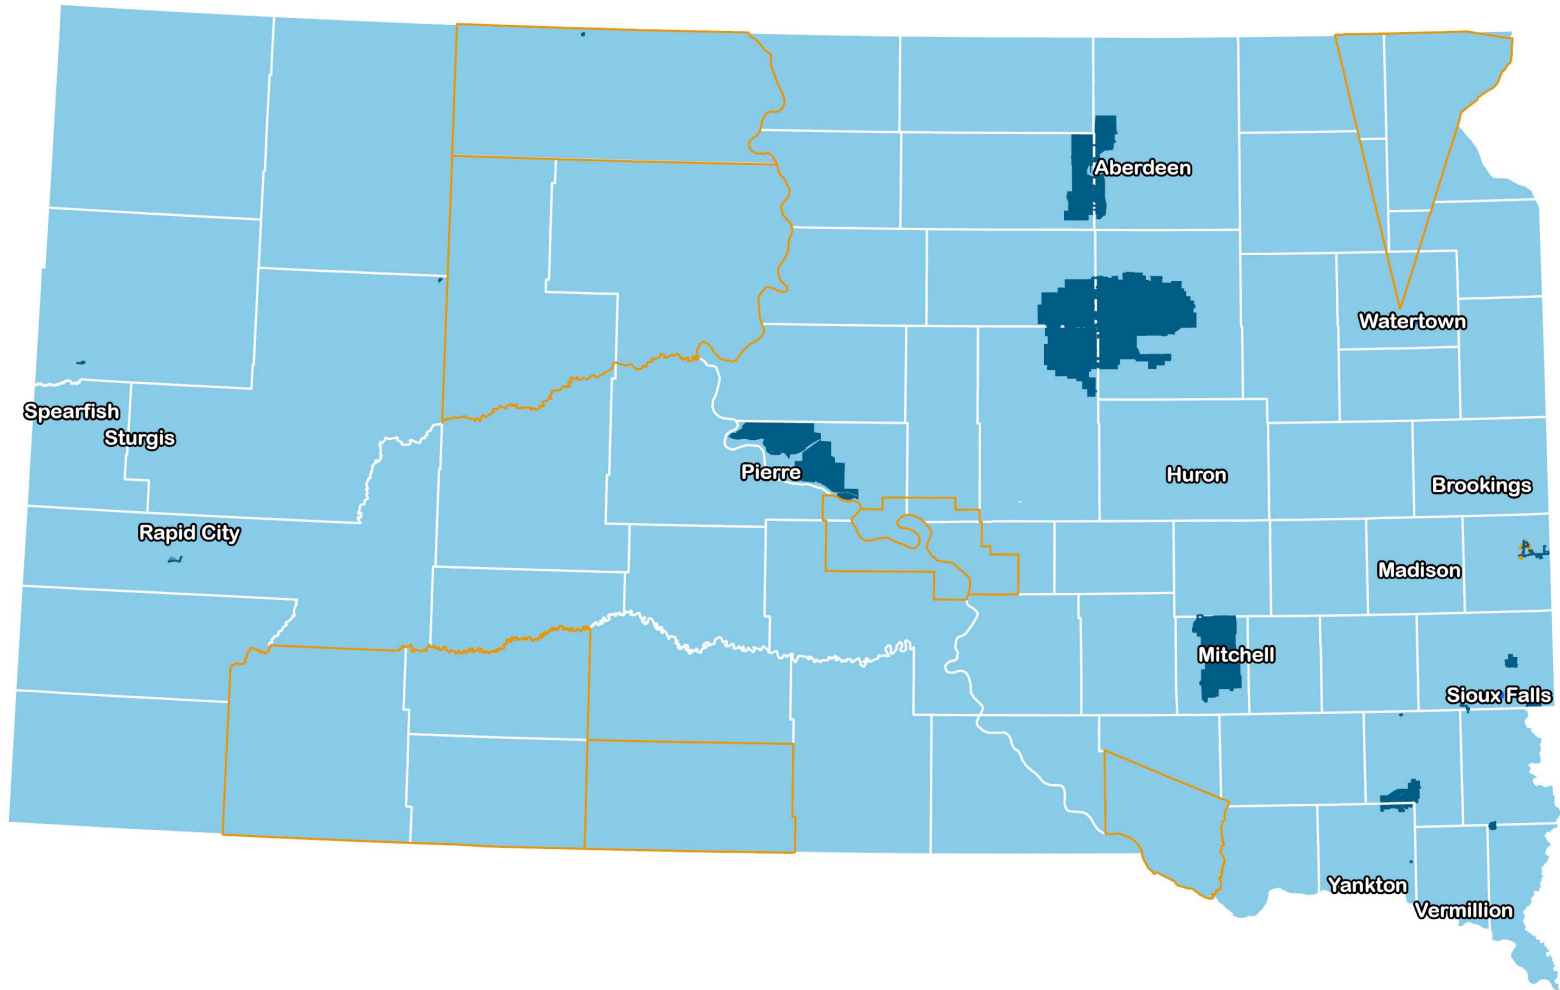 Aberdeen
Watertown
Spearfish
Sturgis
Pierre
Huron
Brookings
Rapid City
Madison
Mitchell
Sioux Falls
Yankton
Vermillion